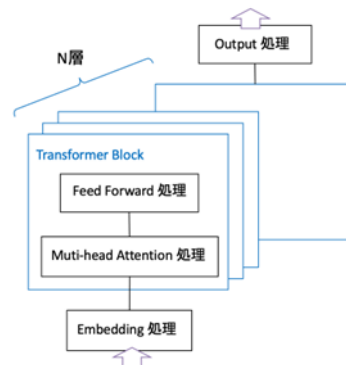 Output 処理
N層
Transformer Block
Feed Forward 処理
Muti-head Attention 処理
Embedding 処理